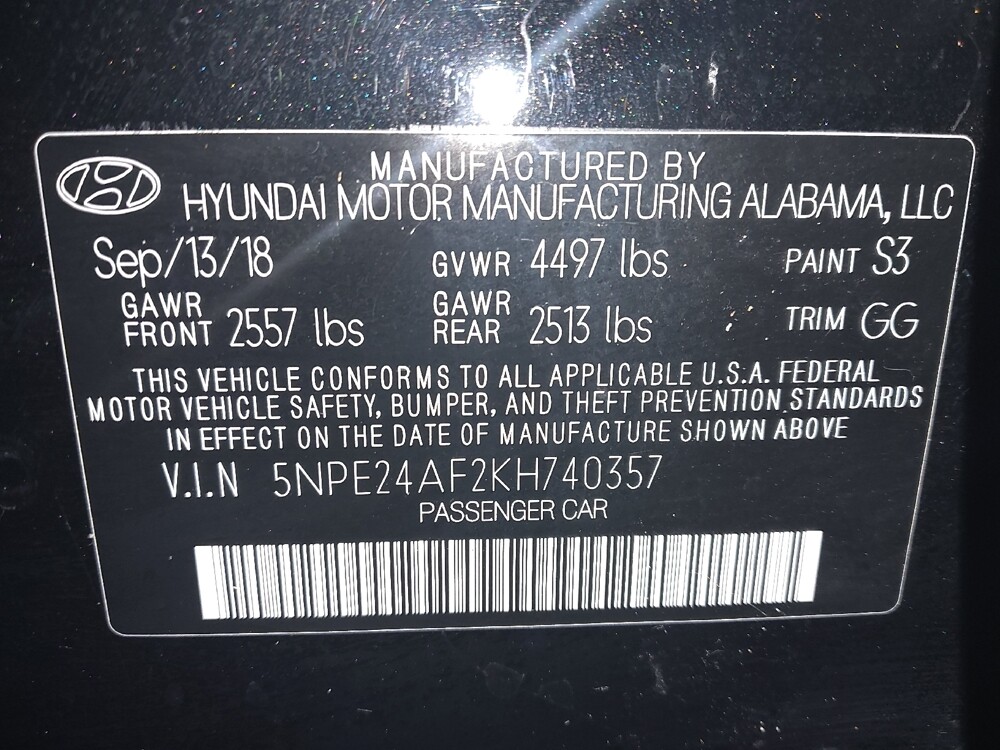 MANUFACTURED BY
HYUNDAI MOTOR MANUFACTURING ALABAMA, LLC
Sep/13/18 GVWR 4497 lbs PAINT S3
GAWR FRONT 2557 lbs GAWR REAR 2513 lbs TRIM GG
THIS VEHICLE CONFORMS TO ALL APPLICABLE U.S.A. FEDERAL
MOTOR VEHICLE SAFETY, BUMPER, AND THEFT PREVENTION STANDARDS
IN EFFECT ON THE DATE OF MANUFACTURE SHOWN ABOVE
V.I.N 5NPE24AF2KH740357
PASSENGER CAR